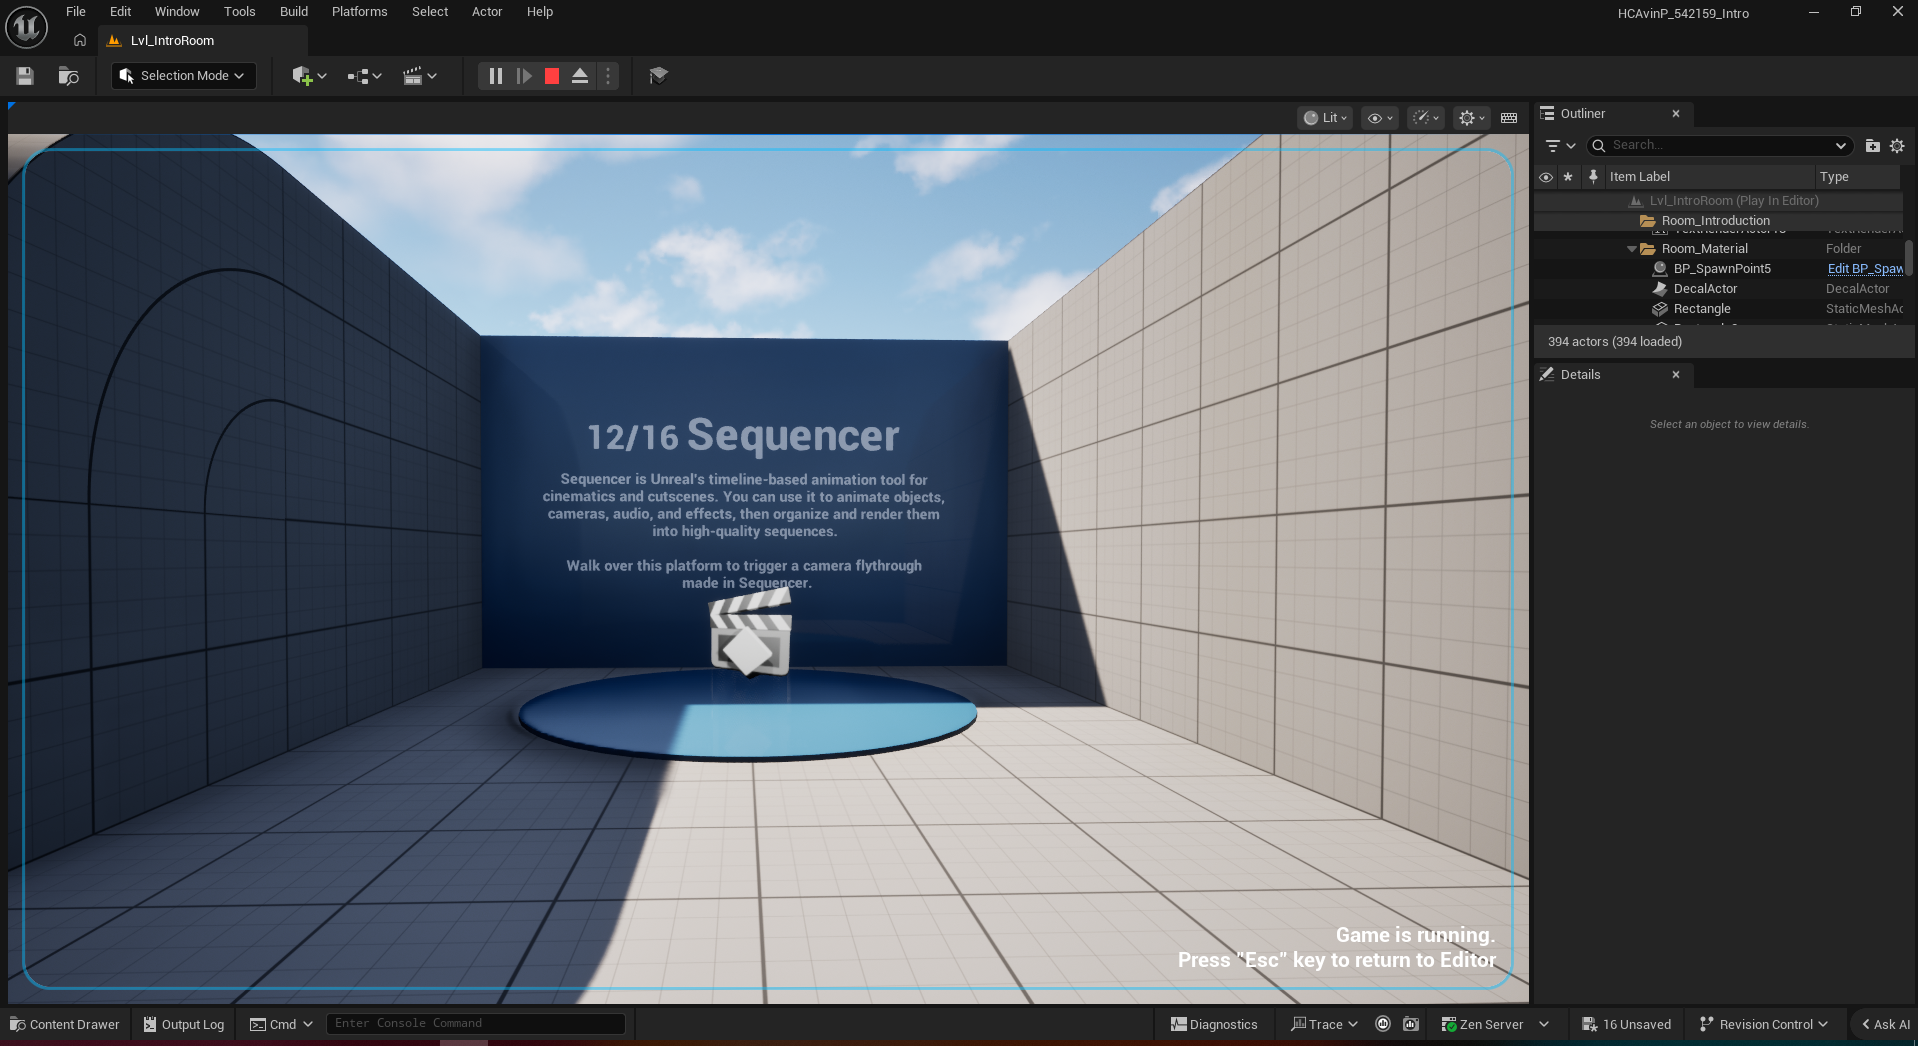 File Edit Window Tools Build Platforms Select Actor Help
HCAvinP_542159_Intro
Lvl_IntroRoom
Selection Mode
Lit
Outliner
Search...
Item Label Type
Lvl_IntroRoom (Play In Editor)
Room_Introduction
Room_Material Folder
BP_SpawnPoint5 Edit BP_Spaw
DecalActor DecalActor
Rectangle StaticMeshAc
394 actors (394 loaded)
Details
Select an object to view details.
12/16 Sequencer
Sequencer is Unreal's timeline-based animation tool for
cinematics and cutscenes. You can use it to animate objects,
cameras, audio, and effects, then organize and render them
into high-quality sequences.
Walk over this platform to trigger a camera flythrough
made in Sequencer.
Game is running.
Press "Esc" key to return to Editor
Content Drawer Output Log Cmd Enter Console Command Diagnostics Trace Zen Server 16 Unsaved Revision Control Ask AI